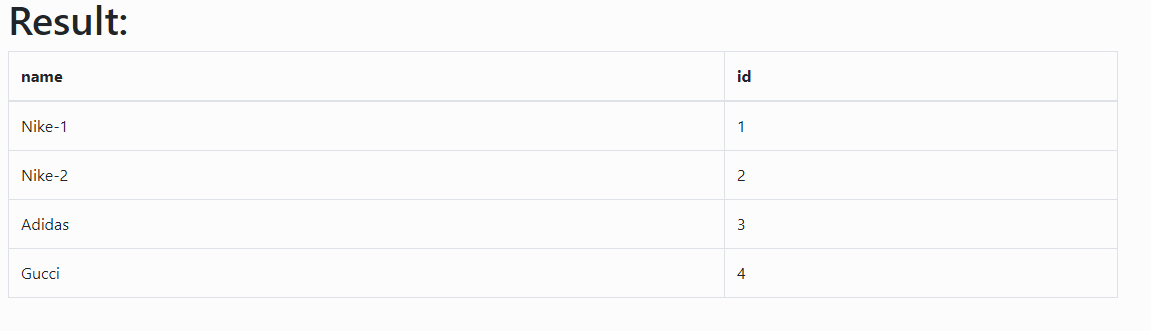 Result:
name id
Nike-1 1
Nike-2 2
Adidas 3
Gucci 4